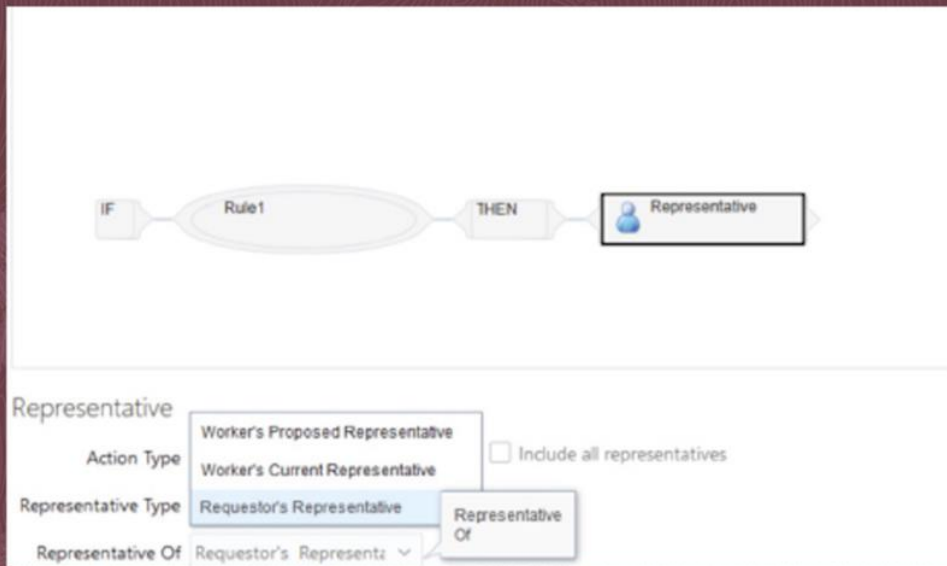 IF
Rule1
THEN
Representative
Representative
Worker's Proposed Representative
Action Type
Include all representatives
Worker's Current Representative
Representative Type
Requestor's Representative
Representative
Of
Representative Of
Requestor's Representa